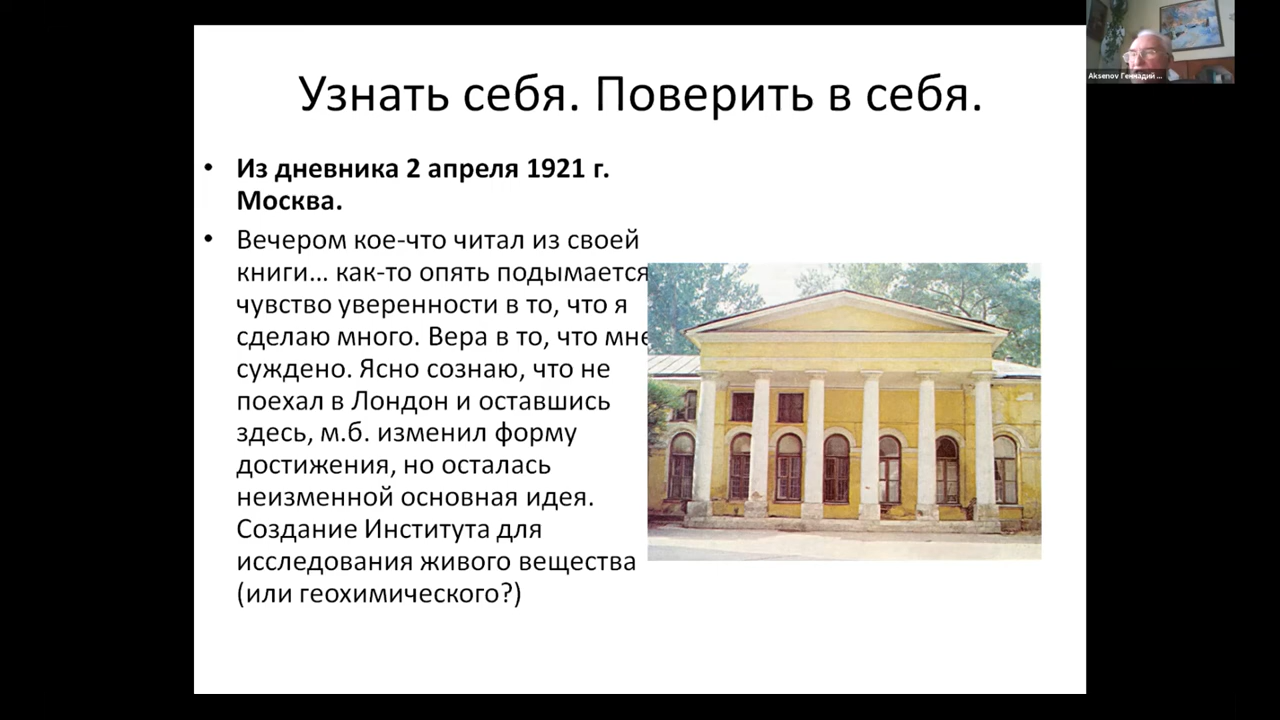 Aksenov Геннадий ...
Узнать себя. Поверить в себя.
• Из дневника 2 апреля 1921 г.
Москва.
• Вечером кое-что читал из своей
книги… как-то опять подымается
чувство уверенности в то, что я
сделаю много. Вера в то, что мне
суждено. Ясно сознаю, что не
поехал в Лондон и оставшись
здесь, м.б. изменил форму
достижения, но осталась
неизменной основная идея.
Создание Института для
исследования живого вещества
(или геохимического?)